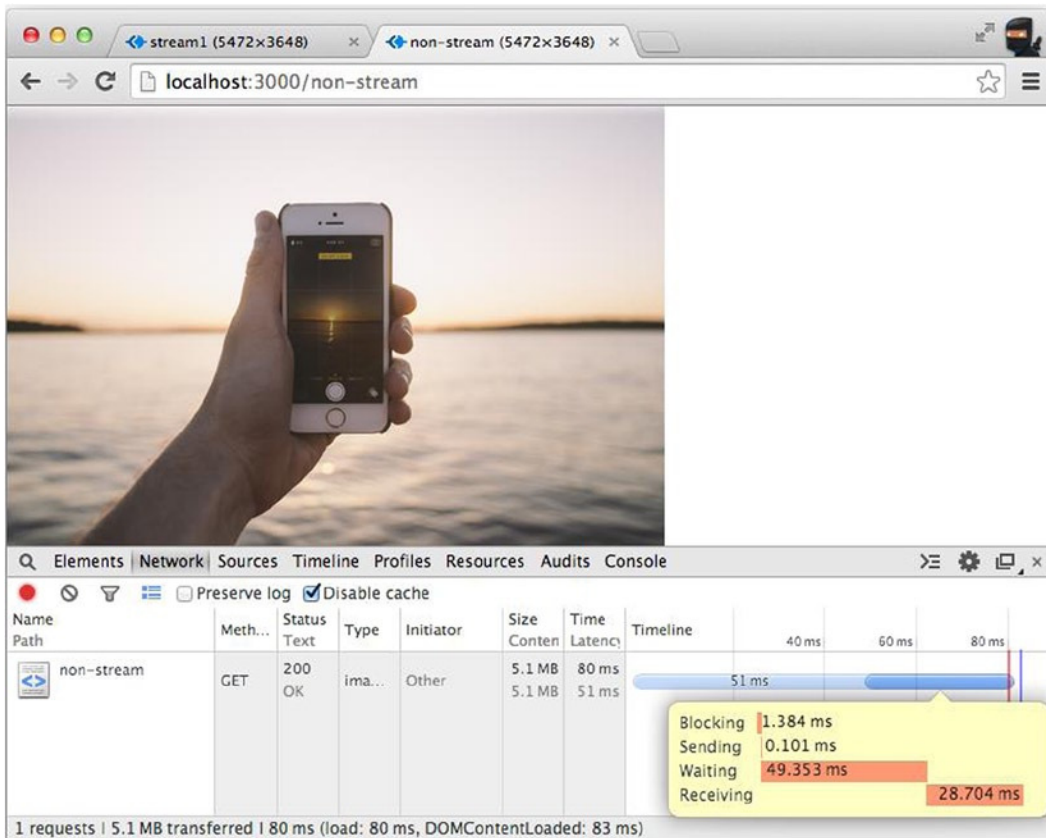 stream1 (5472×3648) × non-stream (5472×3648) ×
localhost:3000/non-stream
Elements Network Sources Timeline Profiles Resources Audits Console ×
Preserve log Disable cache
Name Path Meth... Status Text Type Initiator Size Conten Time Latency Timeline 40 ms 60 ms 80 ms
non-stream GET 200 OK ima... Other 5.1 MB 5.1 MB 80 ms 51 ms 51 ms
Blocking 1.384 ms
Sending 0.101 ms
Waiting 49.353 ms
Receiving 28.704 ms
1 requests | 5.1 MB transferred | 80 ms (load: 80 ms, DOMContentLoaded: 83 ms)